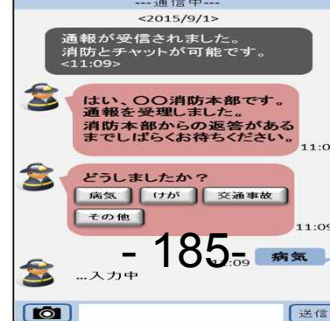 ---通信中---
<2015/9/1>
通報が受信されました。
消防とチャットが可能です。
<11:09>
はい、〇〇消防本部です。
通報を受理しました。
消防本部からの返答がある
までしばらくお待ちください。
11:0
どうしましたか？
病気 けが 交通事故
その他
11:09
- 185-
:09 病気
...入力中
送信